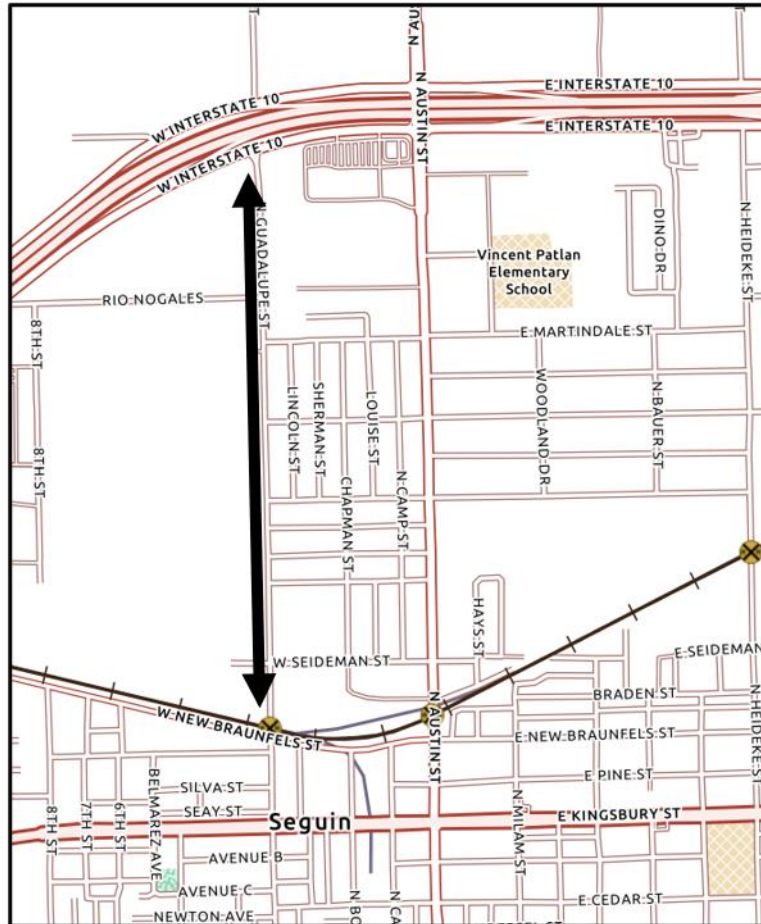 T
N AU
T
E INTERSTATE 10
W INTERSTATE 10
N AUSTIN ST
E INTERSTATE 10
W INTERSTATE 10
N GUADALUPE ST
Vincent Patlan
Elementary
School
DINO DR
N HEIDEKE ST
RIO NOGALES
8TH ST
E MARTINDALE ST
LINCOLN ST
SHERMAN ST
LOUISE ST
WOODLAND DR
N BAUER ST
8TH ST
CHAPMAN ST
N CAMP ST
HAYS ST
W SEIDEMAN ST
E SEIDEMAN
BRADEN ST
N AUSTIN ST
N HEIDEKE ST
W NEW BRAUNFELS ST
E NEW BRAUNFELS ST
E PINE ST
SILVA ST
BELMAREZ AVE
SEAY ST
8TH ST
7TH ST
6TH ST
Seguin
N MILAM ST
E KINGSBURY ST
AVENUE B
AVENUE C
N BO
N CA
E CEDAR ST
NEWTON AVE